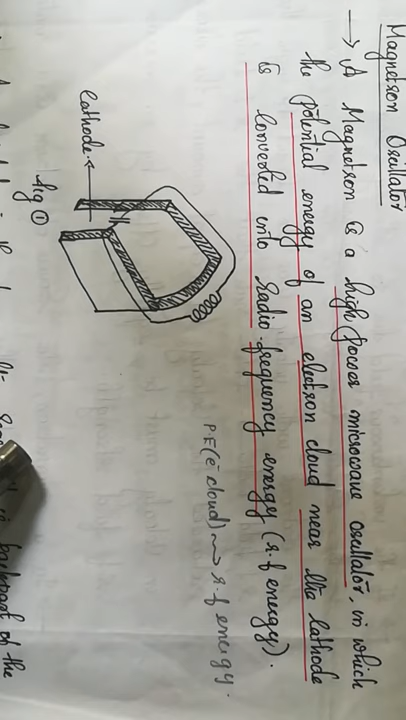 Magnetron Oscillator
→ A Magnetron is a high power microwave oscillator, in which
the potential energy of an electron cloud near the cathode
is converted into radio-frequency energy (r.f energy).
PE(e⁻ cloud) ⇝ r.f energy.
Cathode
fig ①
of the